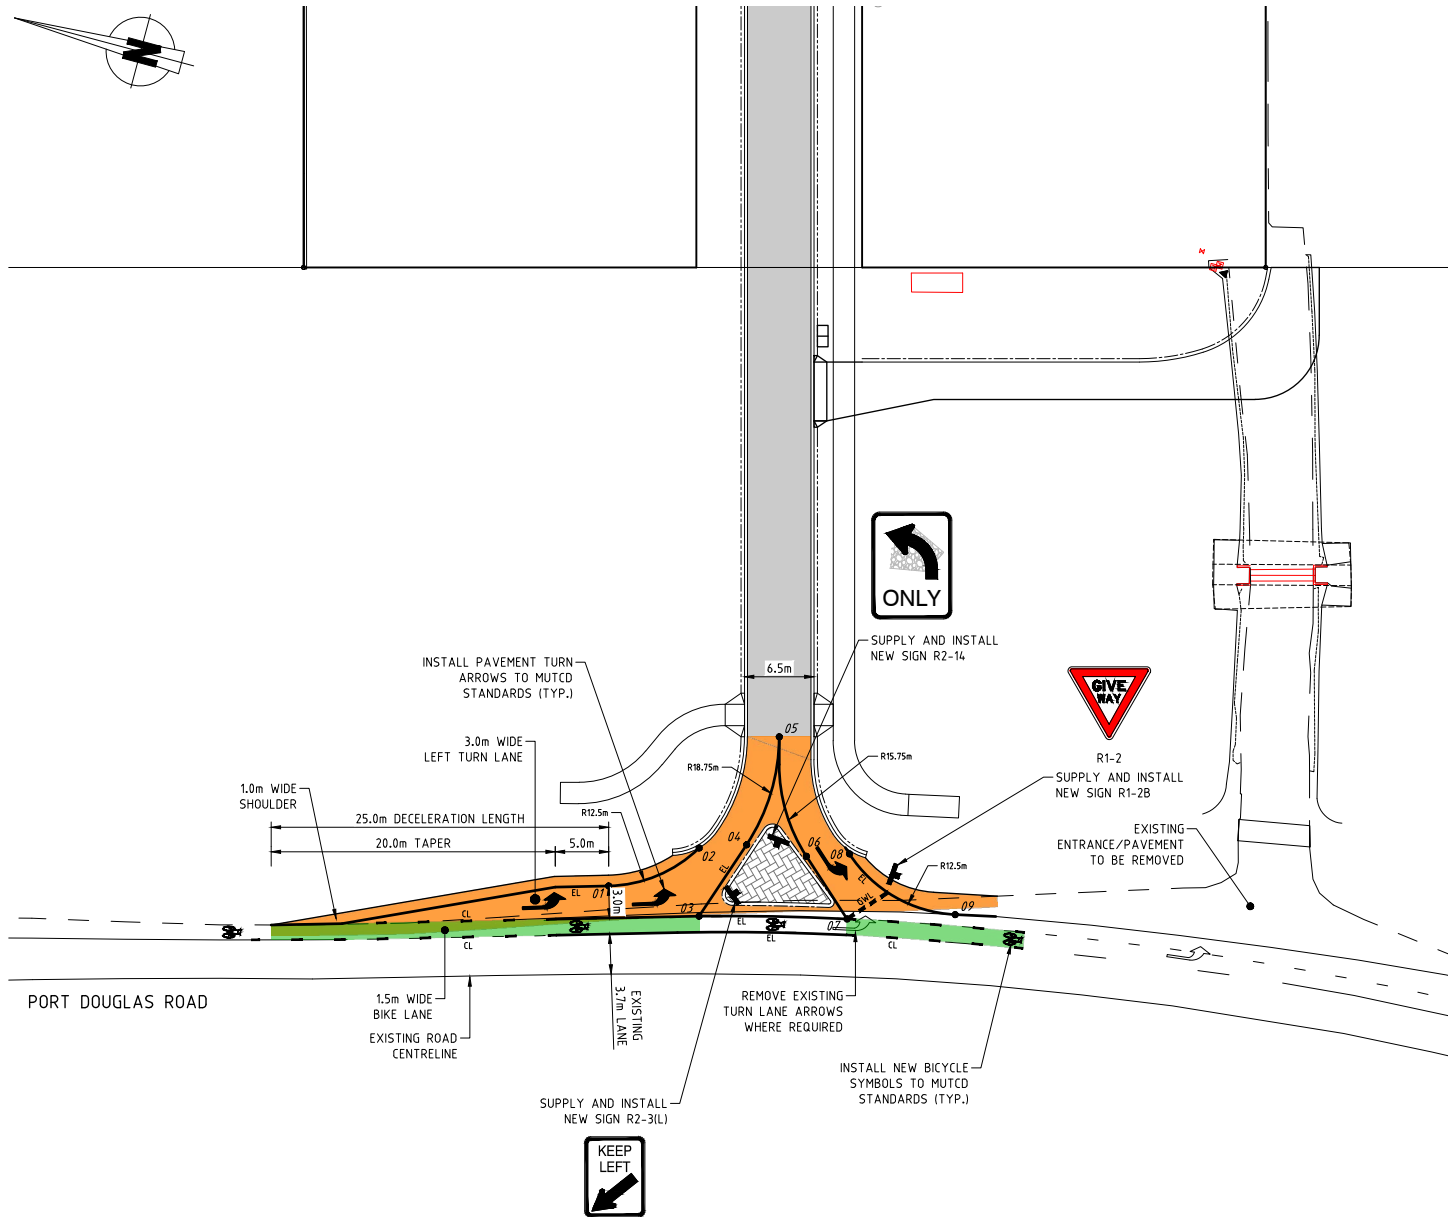 N
ONLY
SUPPLY AND INSTALL
NEW SIGN R2-14
INSTALL PAVEMENT TURN
ARROWS TO MUTCD
STANDARDS (TYP.)
6.5m
GIVE
WAY
R1-2
SUPPLY AND INSTALL
NEW SIGN R1-2B
05
3.0m WIDE
LEFT TURN LANE
R18.75m
R15.75m
1.0m WIDE
SHOULDER
R12.5m
25.0m DECELERATION LENGTH
20.0m TAPER
5.0m
EXISTING
ENTRANCE/PAVEMENT
TO BE REMOVED
04
02
06
08
EL
EL
R12.5m
EL
01
3.0m
03
GWL
09
CL
07
EL
CL
CL
PORT DOUGLAS ROAD
1.5m WIDE
BIKE LANE
EXISTING
3.7m LANE
REMOVE EXISTING
TURN LANE ARROWS
WHERE REQUIRED
EXISTING ROAD
CENTRELINE
INSTALL NEW BICYCLE
SYMBOLS TO MUTCD
STANDARDS (TYP.)
SUPPLY AND INSTALL
NEW SIGN R2-3(L)
KEEP
LEFT